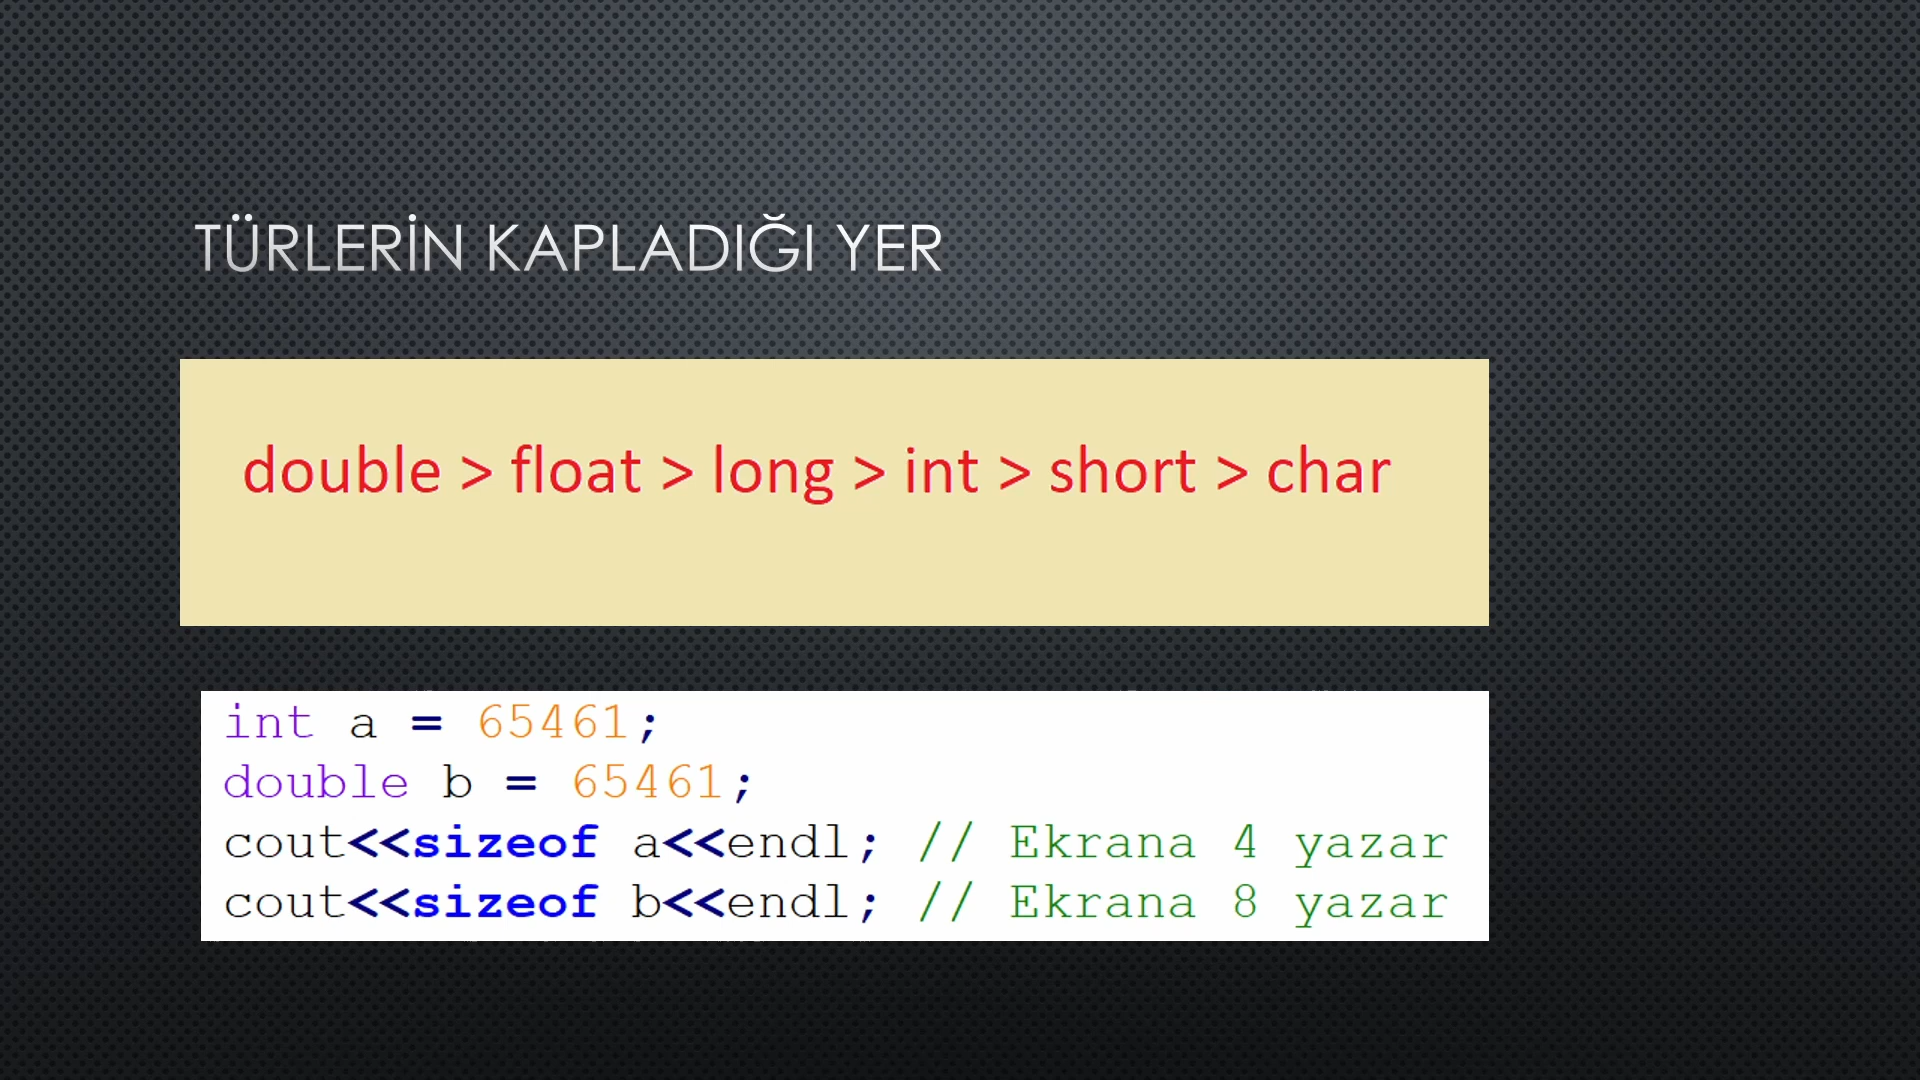 TÜRLERİN KAPLADIĞI YER
double > float > long > int > short > char
int a = 65461;
double b = 65461;
cout<<sizeof a<<endl; // Ekrana 4 yazar
cout<<sizeof b<<endl; // Ekrana 8 yazar